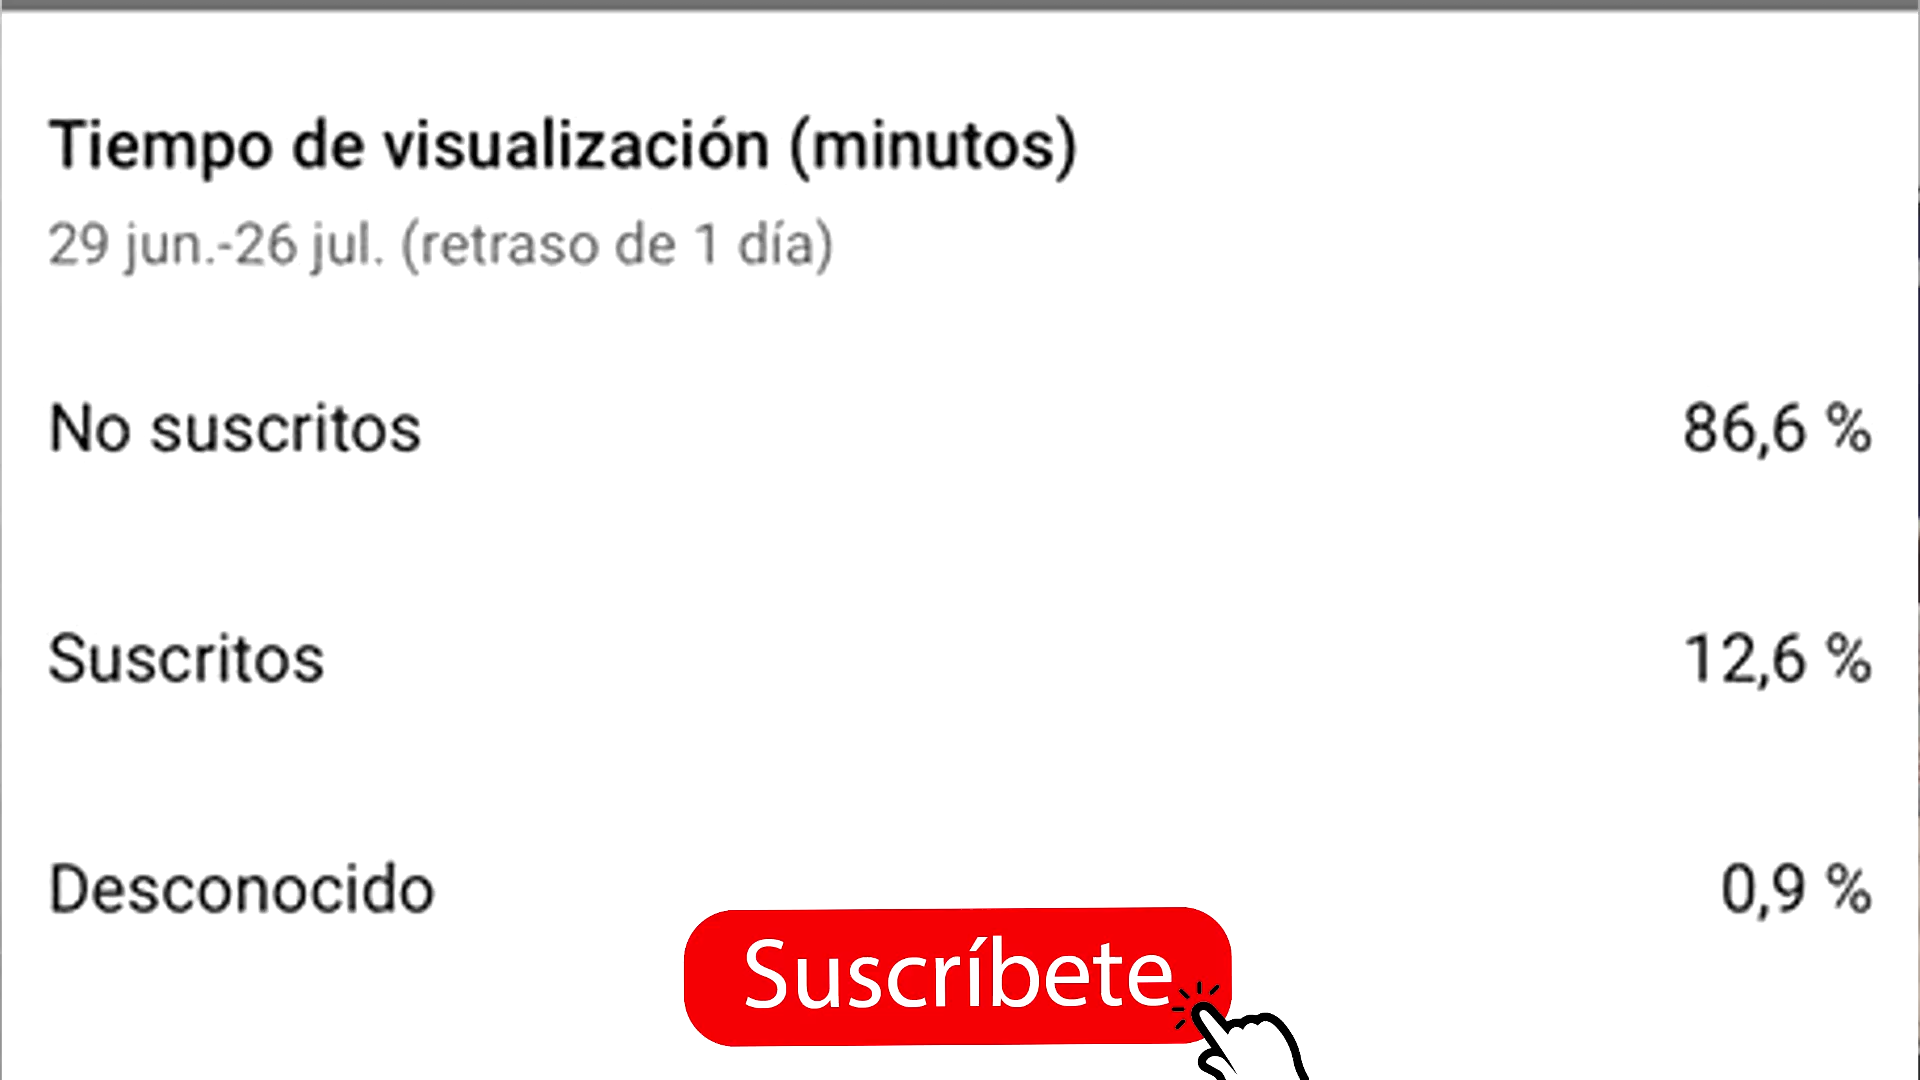 Tiempo de visualización (minutos)
29 jun.-26 jul. (retraso de 1 día)
No suscritos 86,6 %
Suscritos 12,6 %
Desconocido 0,9 %
Suscríbete